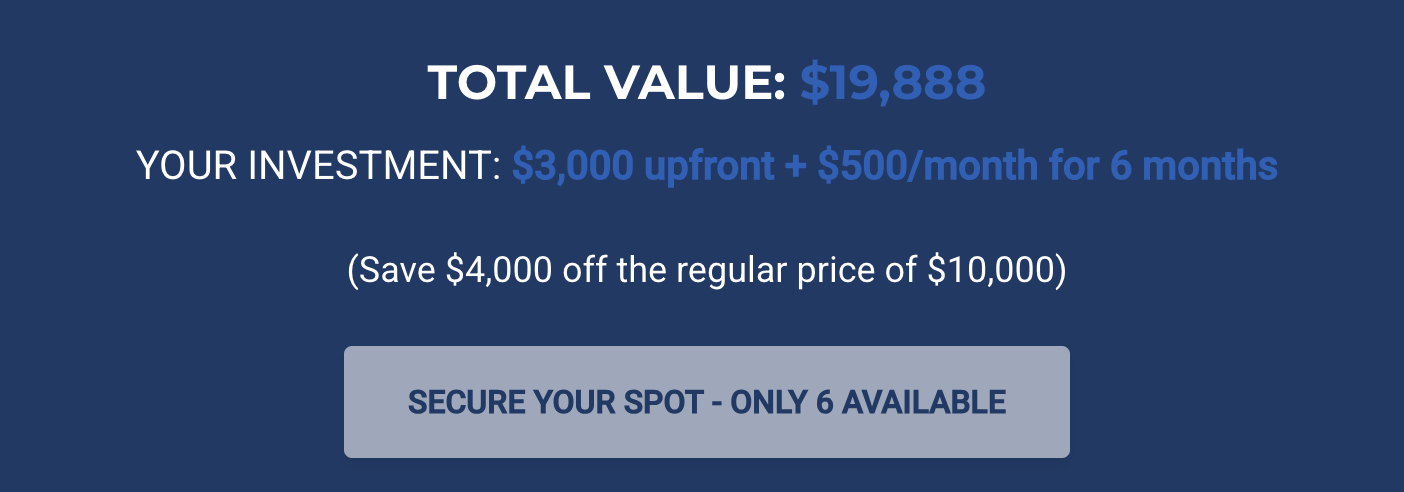 TOTAL VALUE: $19,888
YOUR INVESTMENT: $3,000 upfront + $500/month for 6 months
(Save $4,000 off the regular price of $10,000)
SECURE YOUR SPOT - ONLY 6 AVAILABLE